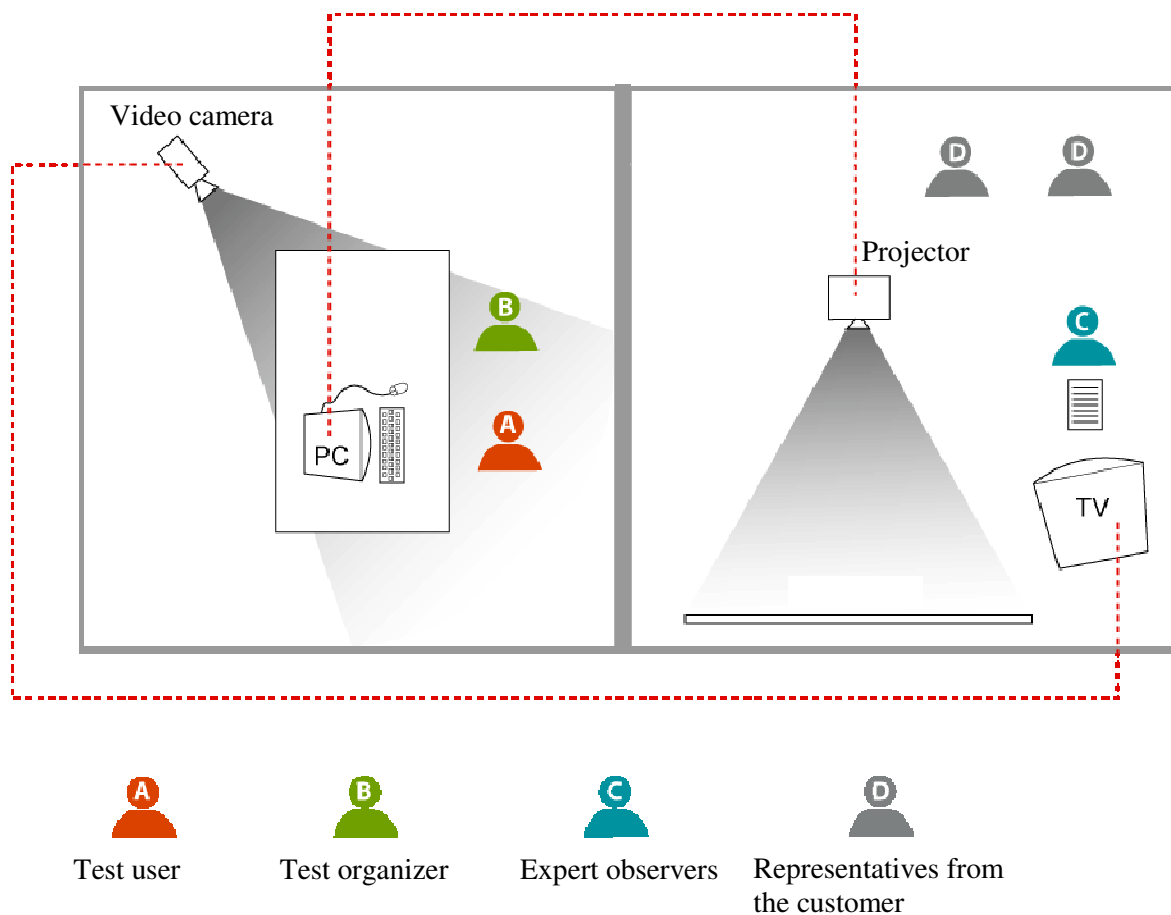 Video camera
D D
Projector
B
C
A
PC
TV
A B C D
Test user
Test organizer
Expert observers
Representatives from
the customer